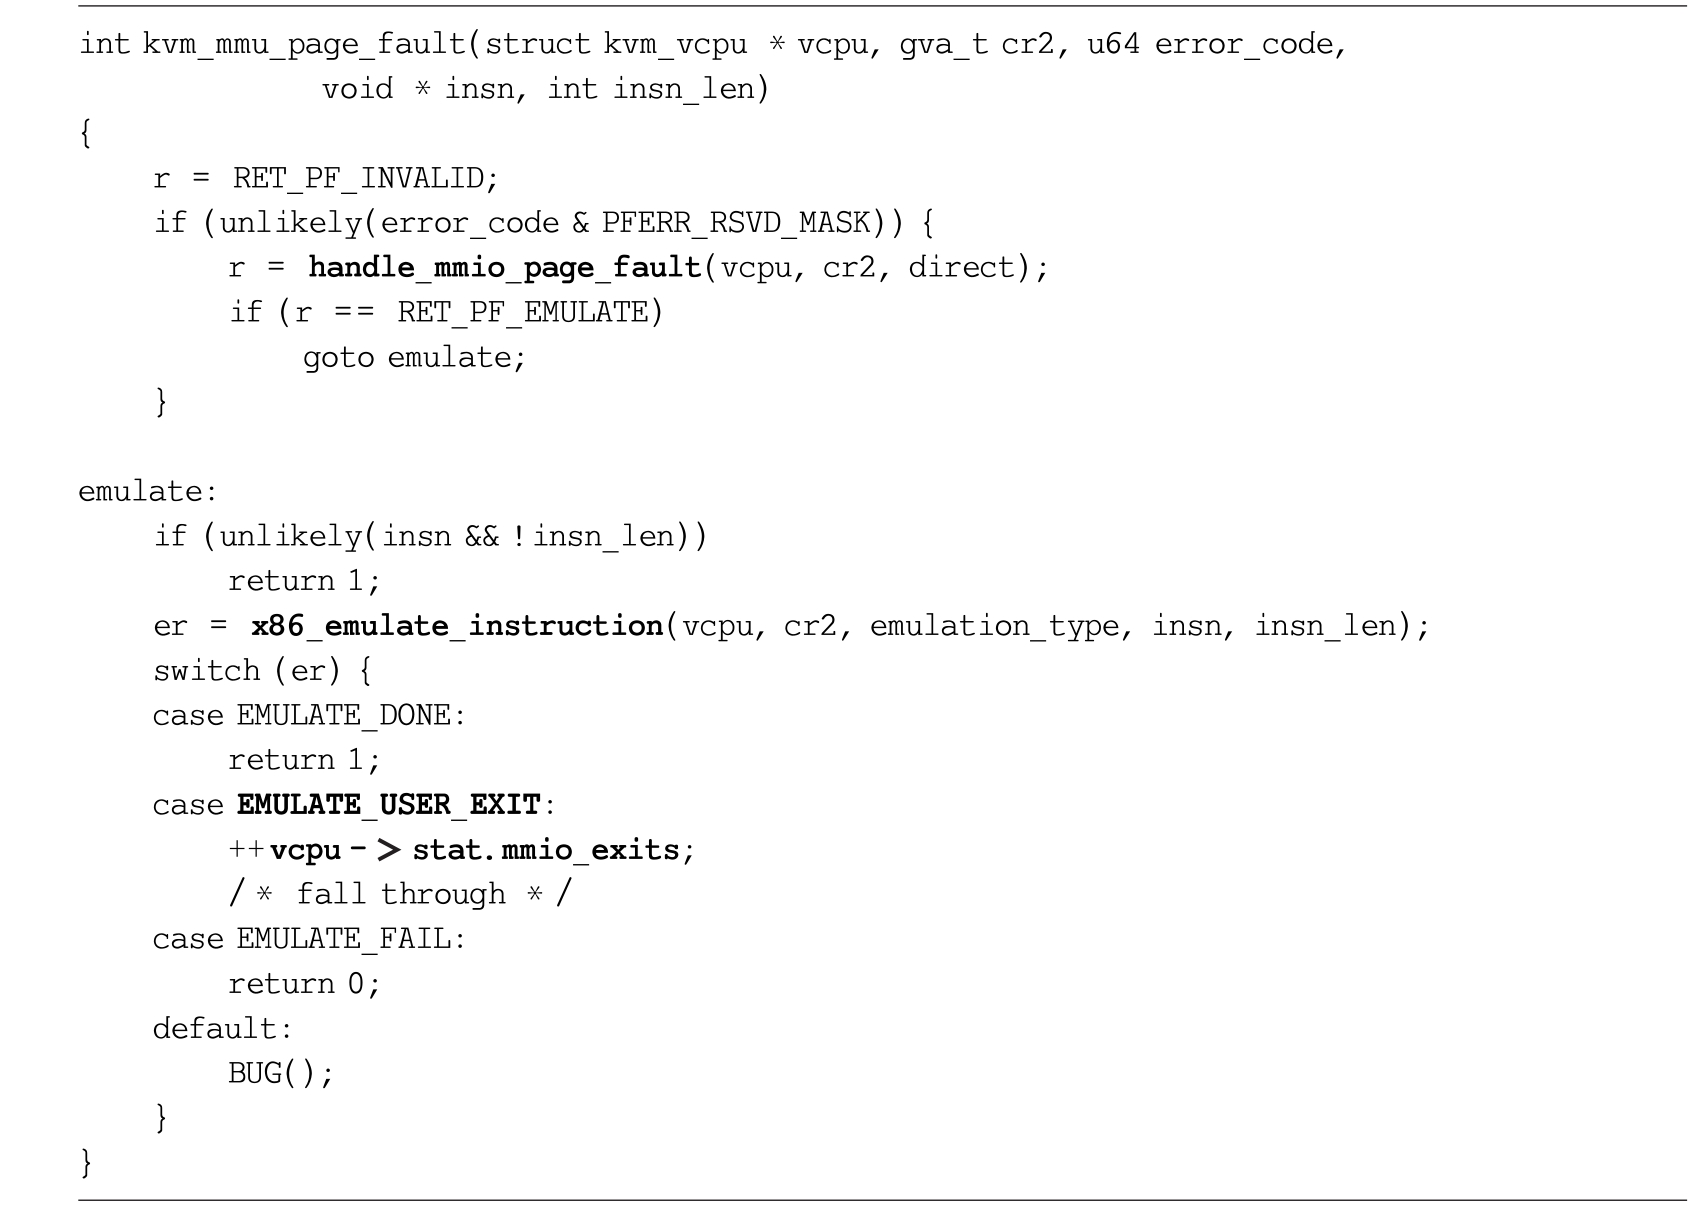 int kvm_mmu_page_fault(struct kvm_vcpu * vcpu, gva_t cr2, u64 error_code,
void * insn, int insn_len)
{
r = RET_PF_INVALID;
if (unlikely(error_code & PFERR_RSVD_MASK)) {
r = handle_mmio_page_fault(vcpu, cr2, direct);
if (r == RET_PF_EMULATE)
goto emulate;
}
emulate:
if (unlikely(insn && !insn_len))
return 1;
er = x86_emulate_instruction(vcpu, cr2, emulation_type, insn, insn_len);
switch (er) {
case EMULATE_DONE:
return 1;
case EMULATE_USER_EXIT:
++vcpu-> stat.mmio_exits;
/* fall through */
case EMULATE_FAIL:
return 0;
default:
BUG();
}
}